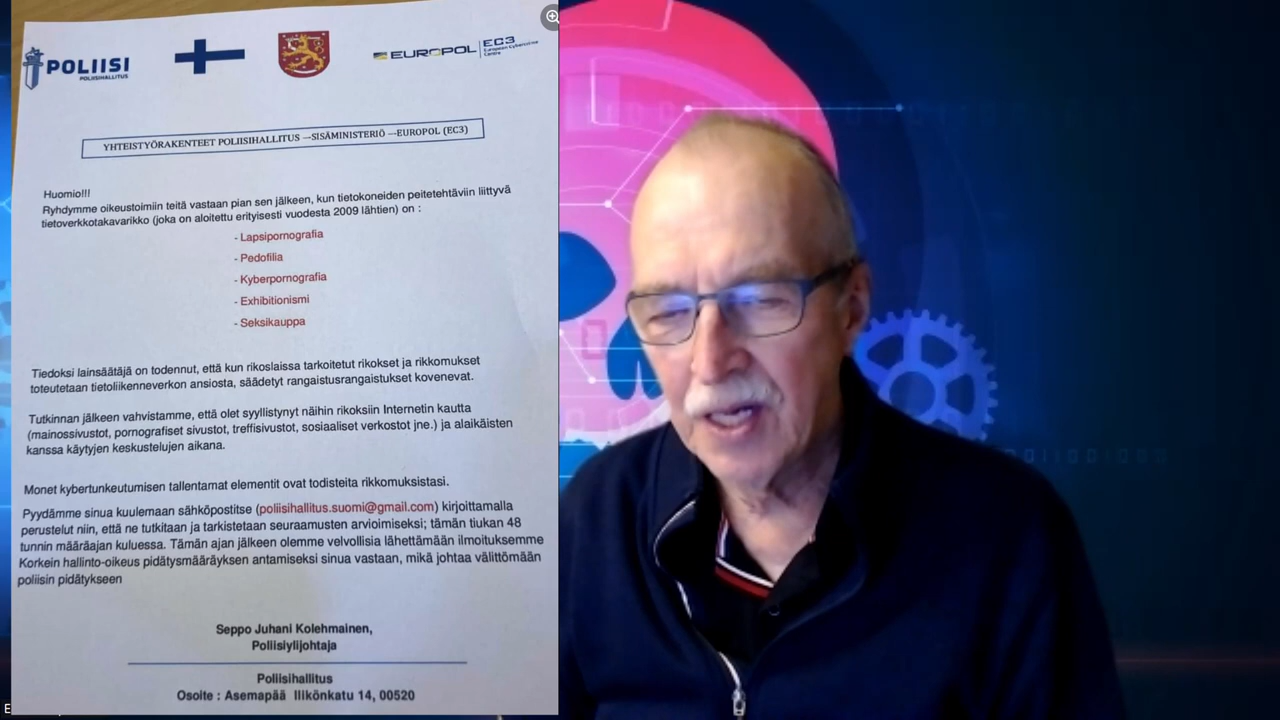 POLIISI
POLIISIHALLITUS
EUROPOL
EC3
European Cybercrime
Centre
YHTEISTYÖRAKENTEET POLIISIHALLITUS –SISÄMINISTERIÖ –EUROPOL (EC3)
Huomio!!!
Ryhdymme oikeustoimiin teitä vastaan pian sen jälkeen, kun tietokoneiden peitetehtäviin liittyvä
tietoverkkotakavarikko (joka on aloitettu erityisesti vuodesta 2009 lähtien) on :
- Lapsipornografia
- Pedofilia
- Kyberpornografia
- Exhibitionismi
- Seksikauppa
Tiedoksi lainsäätäjä on todennut, että kun rikoslaissa tarkoitetut rikokset ja rikkomukset
toteutetaan tietoliikenneverkon ansiosta, säädetyt rangaistusrangaistukset kovenevat.
Tutkinnan jälkeen vahvistamme, että olet syyllistynyt näihin rikoksiin Internetin kautta
(mainossivustot, pornografiset sivustot, treffisivustot, sosiaaliset verkostot jne.) ja alaikäisten
kanssa käytyjen keskustelujen aikana.
Monet kybertunkeutumisen tallentamat elementit ovat todisteita rikkomuksistasi.
Pyydämme sinua kuulemaan sähköpostitse (poliisihallitus.suomi@gmail.com) kirjoittamalla
perustelut niin, että ne tutkitaan ja tarkistetaan seuraamusten arvioimiseksi; tämän tiukan 48
tunnin määräajan kuluessa. Tämän ajan jälkeen olemme velvollisia lähettämään ilmoituksemme
Korkein hallinto-oikeus pidätysmääräyksen antamiseksi sinua vastaan, mikä johtaa välittömään
poliisin pidätykseen
Seppo Juhani Kolehmainen,
Poliisiylijohtaja
Poliisihallitus
Osoite : Asemapää Ilikönkatu 14, 00520